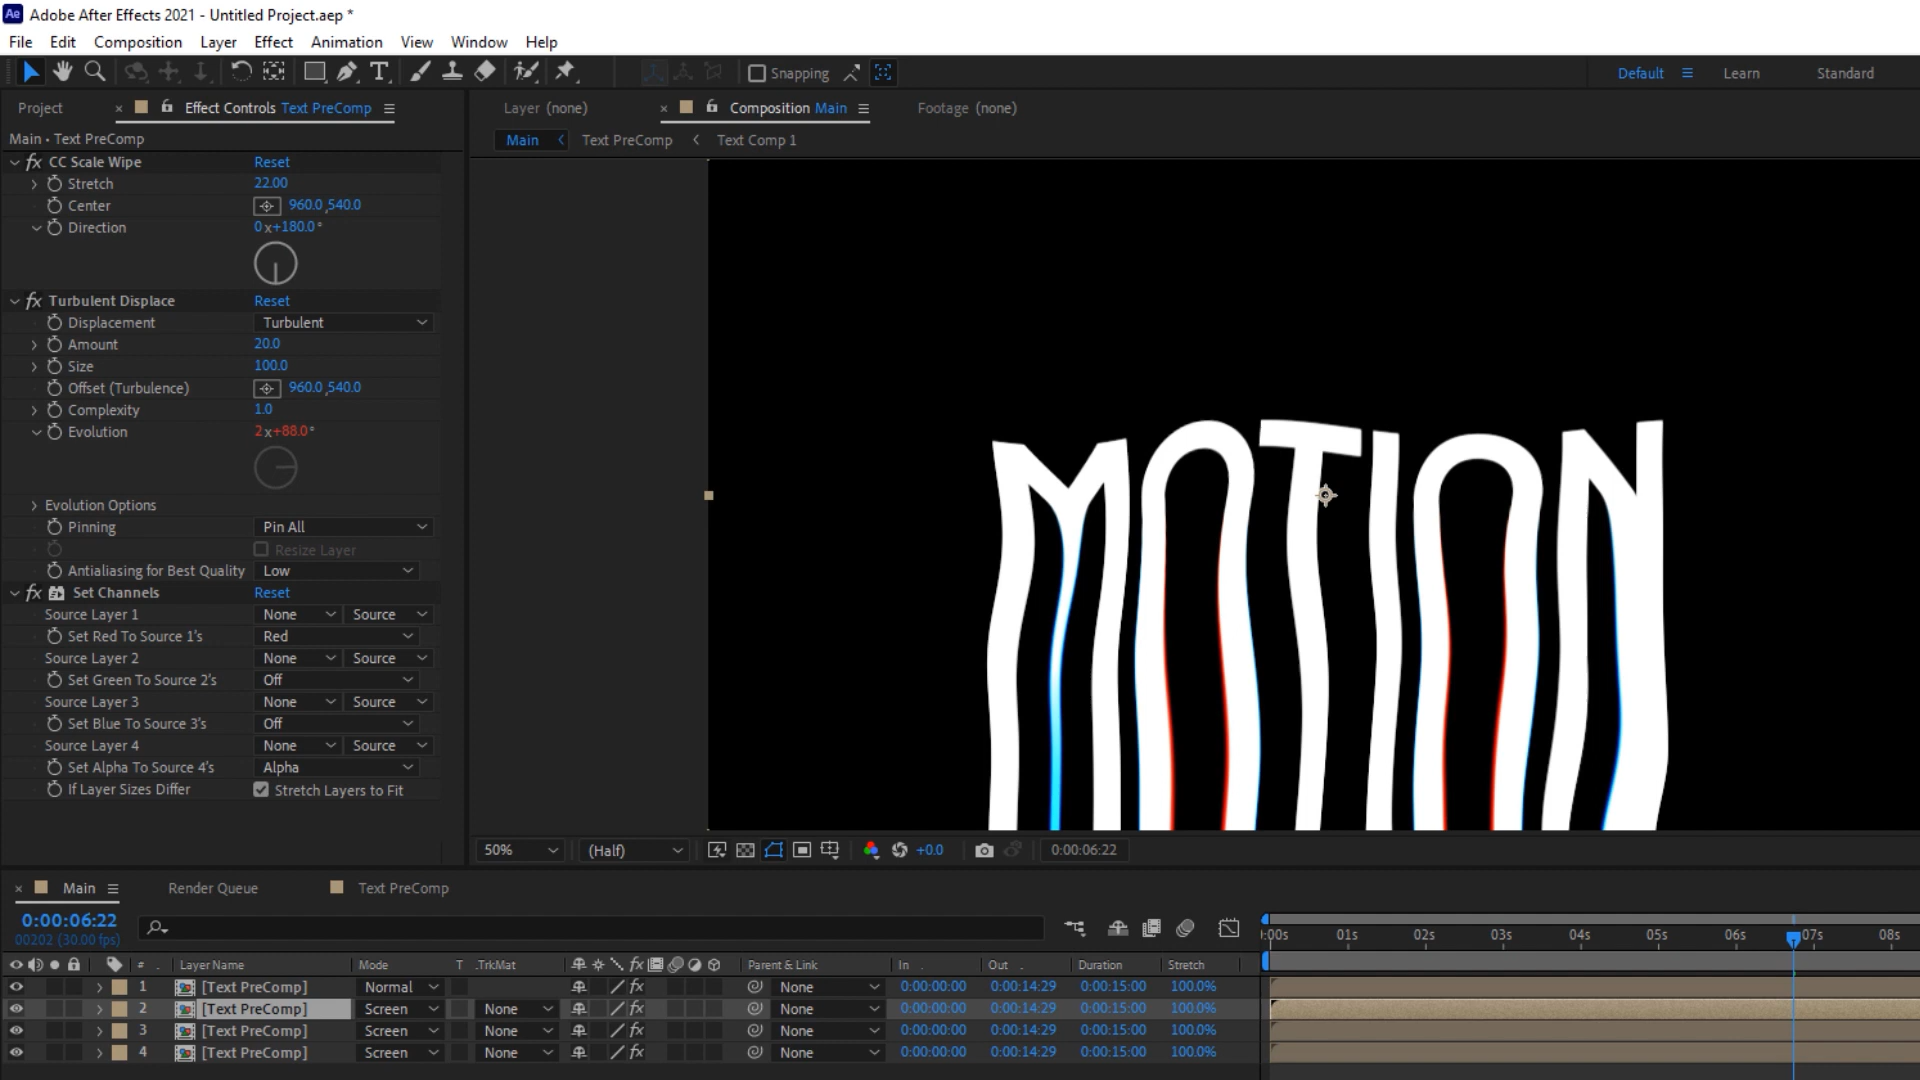 Ae Adobe After Effects 2021 - Untitled Project.aep *
File Edit Composition Layer Effect Animation View Window Help
T Snapping Default Learn Standard
Project × Effect Controls Text PreComp Layer (none) × Composition Main Footage (none)
Main • Text PreComp
Main Text PreComp Text Comp 1
fx CC Scale Wipe Reset
Stretch 22.00
Center 960.0,540.0
Direction 0x+180.0°
fx Turbulent Displace Reset
Displacement Turbulent
Amount 20.0
Size 100.0
Offset (Turbulence) 960.0,540.0
Complexity 1.0
Evolution 2x+88.0°
Evolution Options
Pinning Pin All
Resize Layer
Antialiasing for Best Quality Low
fx Set Channels Reset
Source Layer 1 None Source
Set Red To Source 1's Red
Source Layer 2 None Source
Set Green To Source 2's Off
Source Layer 3 None Source
Set Blue To Source 3's Off
Source Layer 4 None Source
Set Alpha To Source 4's Alpha
If Layer Sizes Differ Stretch Layers to Fit
MOTION
50% (Half) +0.0 0:00:06:22
× Main Render Queue Text PreComp
0:00:06:22
00202 (30.00 fps)
:00s 01s 02s 03s 04s 05s 06s 07s 08s
# Layer Name Mode T .TrkMat fx Parent & Link In Out Duration Stretch
1 [Text PreComp] Normal fx None 0:00:00:00 0:00:14:29 0:00:15:00 100.0%
2 [Text PreComp] Screen None fx None 0:00:00:00 0:00:14:29 0:00:15:00 100.0%
3 [Text PreComp] Screen None fx None 0:00:00:00 0:00:14:29 0:00:15:00 100.0%
4 [Text PreComp] Screen None fx None 0:00:00:00 0:00:14:29 0:00:15:00 100.0%